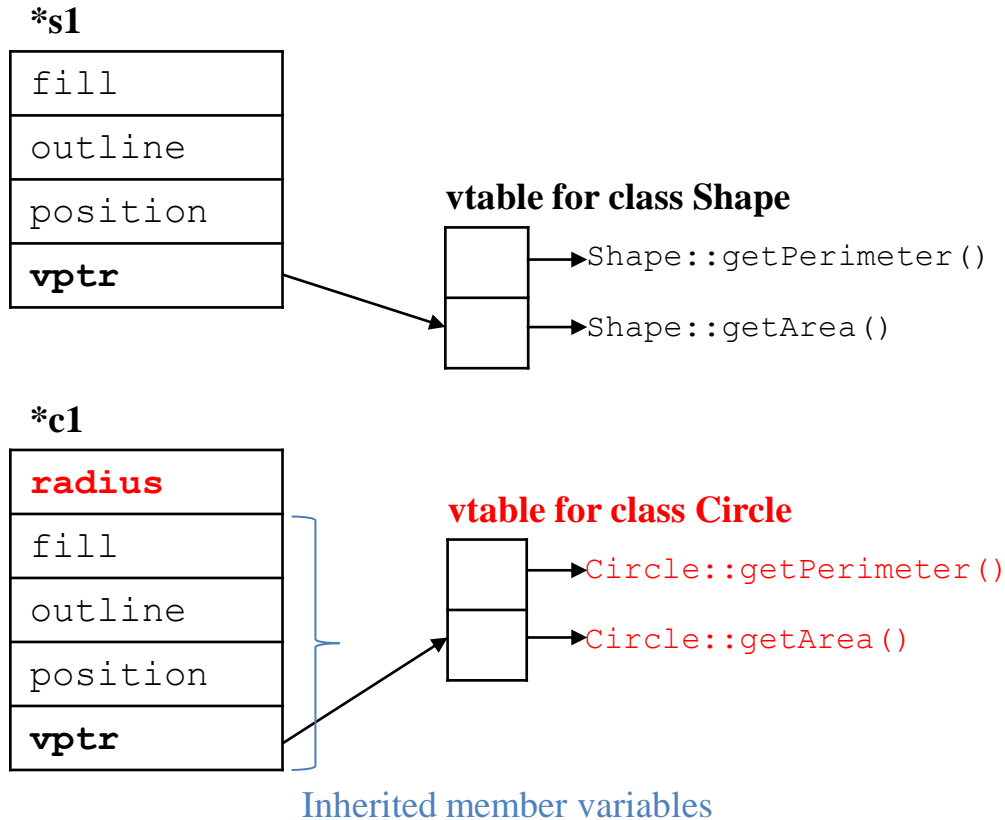 *s1
fill
outline
position
vptr
vtable for class Shape
Shape::getPerimeter()
Shape::getArea()
*c1
radius
fill
outline
position
vptr
vtable for class Circle
Circle::getPerimeter()
Circle::getArea()
Inherited member variables